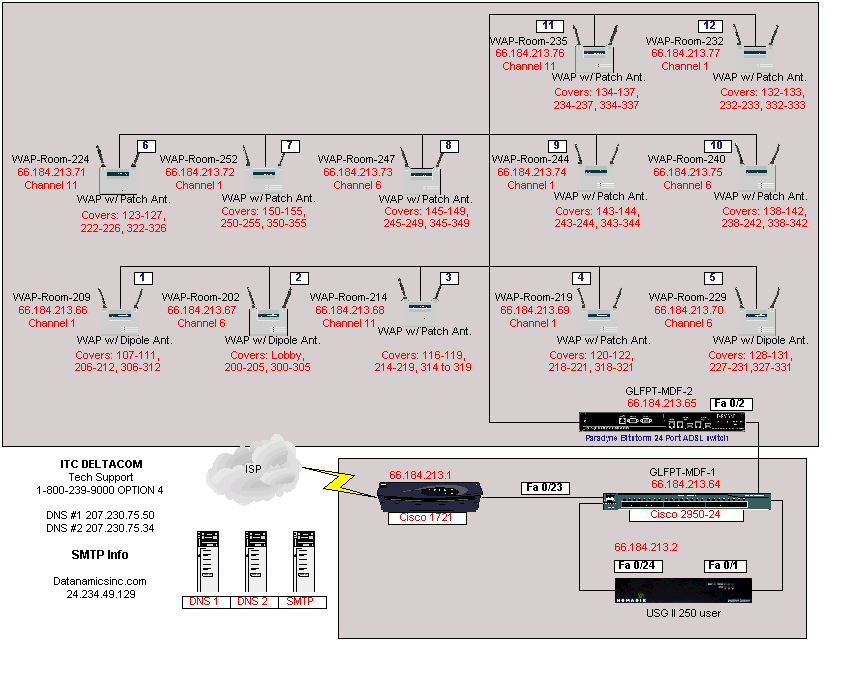 11
WAP-Room-235
66.184.213.76
Channel 11
WAP w/ Patch Ant.
Covers: 134-137,
234-237, 334-337
12
WAP-Room-232
66.184.213.77
Channel 1
WAP w/ Patch Ant.
Covers: 132-133,
232-233, 332-333
6
WAP-Room-224
66.184.213.71
Channel 11
WAP w/ Patch Ant.
Covers: 123-127,
222-226, 322-326
7
WAP-Room-252
66.184.213.72
Channel 1
WAP w/ Patch Ant.
Covers: 150-155,
250-255, 350-355
8
WAP-Room-247
66.184.213.73
Channel 6
WAP w/ Patch Ant.
Covers: 145-149,
245-249, 345-349
9
WAP-Room-244
66.184.213.74
Channel 1
WAP w/ Patch Ant.
Covers: 143-144,
243-244, 343-344
10
WAP-Room-240
66.184.213.75
Channel 6
WAP w/ Patch Ant.
Covers: 138-142,
238-242, 338-342
1
WAP-Room-209
66.184.213.66
Channel 1
WAP w/ Dipole Ant.
Covers: 107-111,
206-212, 306-312
2
WAP-Room-202
66.184.213.67
Channel 6
WAP w/ Dipole Ant.
Covers: Lobby,
200-205, 300-305
3
WAP-Room-214
66.184.213.68
Channel 11
WAP w/ Patch Ant.
Covers: 116-119,
214-219, 314 to 319
4
WAP-Room-219
66.184.213.69
Channel 1
WAP w/ Patch Ant.
Covers: 120-122,
218-221, 318-321
5
WAP-Room-229
66.184.213.70
Channel 6
WAP w/ Dipole Ant.
Covers: 128-131,
227-231,327-331
GLFPT-MDF-2
66.184.213.65
Fa 0/2
Paradyne Bitstorm 24 Port ADSL switch
ITC DELTACOM
Tech Support
1-800-239-9000 OPTION 4
DNS #1 207.230.75.50
DNS #2 207.230.75.34
SMTP Info
Datanamicsinc.com
24.234.49.129
ISP
DNS 1
DNS 2
SMTP
66.184.213.1
Cisco 1721
Fa 0/23
GLFPT-MDF-1
66.184.213.64
Cisco 2950-24
66.184.213.2
Fa 0/24
Fa 0/1
NOMADIX
USG II 250 user